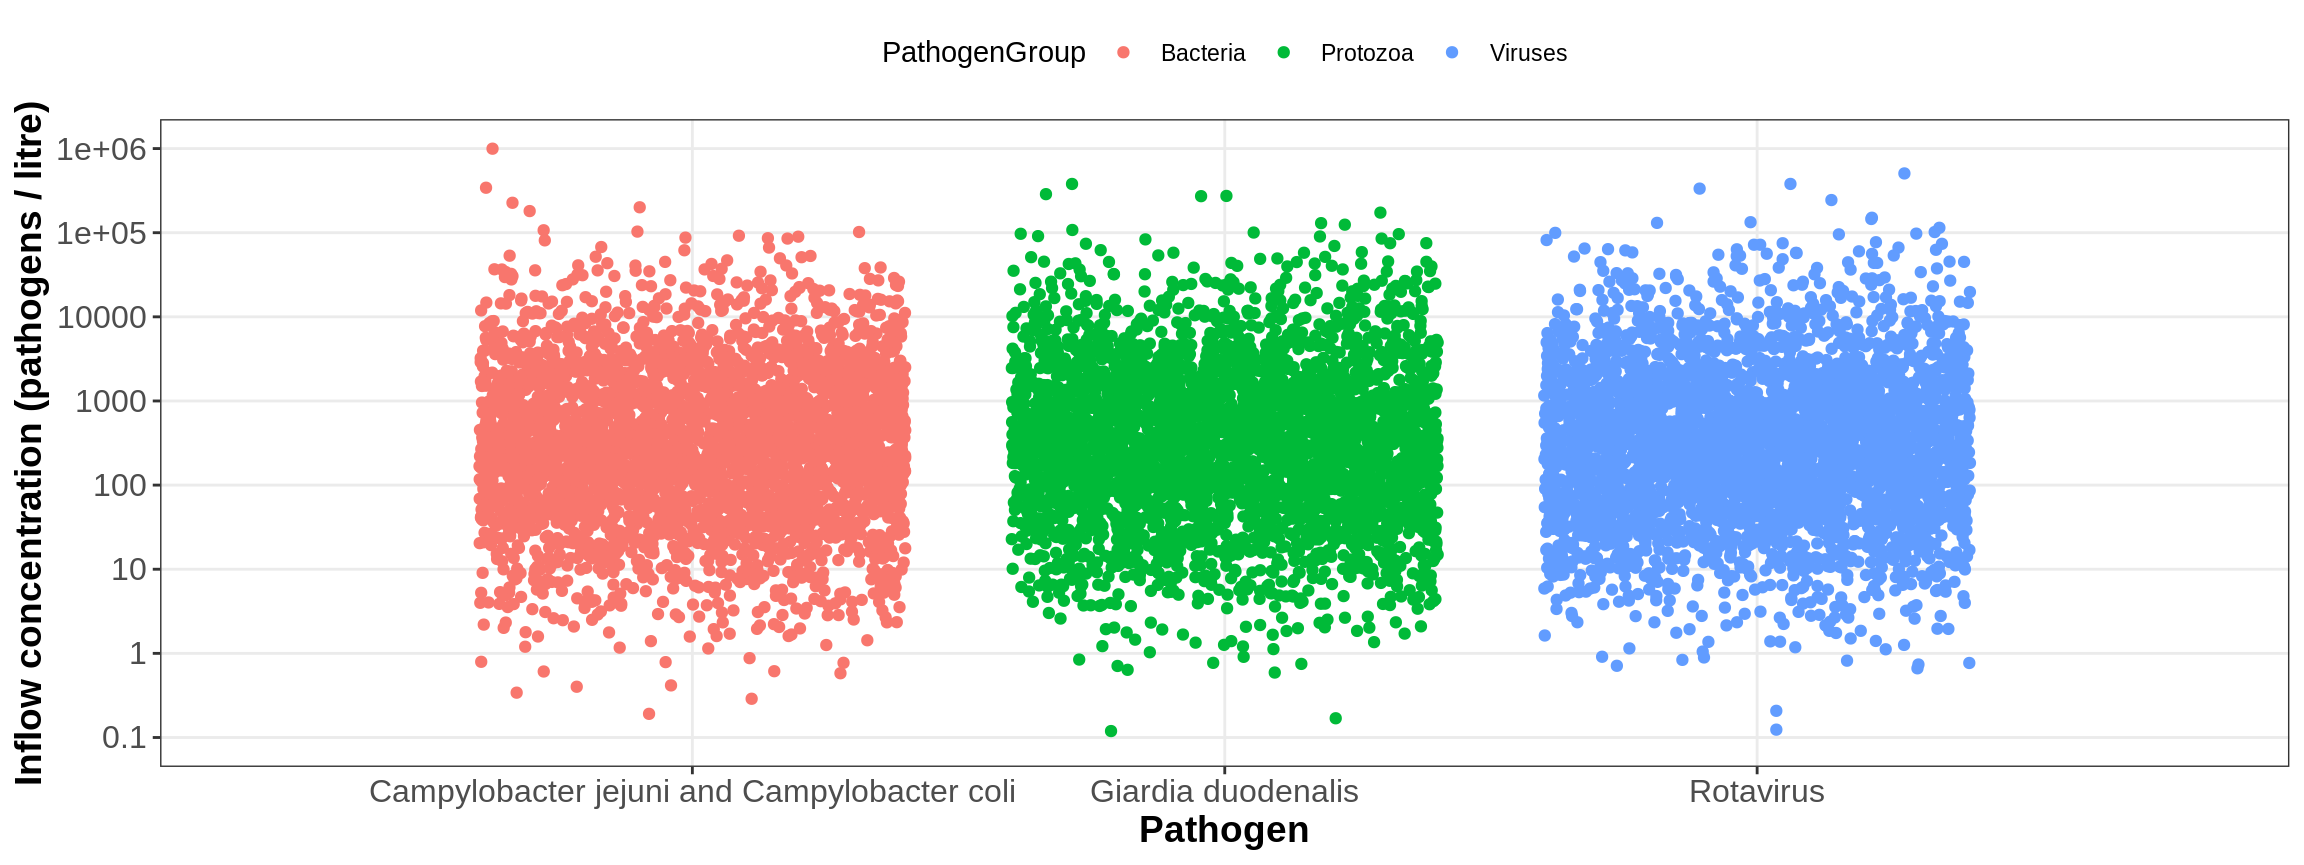 PathogenGroup Bacteria Protozoa Viruses
Inflow concentration (pathogens / litre)
1e+06
1e+05
10000
1000
100
10
1
0.1
Campylobacter jejuni and Campylobacter coli Giardia duodenalis Rotavirus
Pathogen